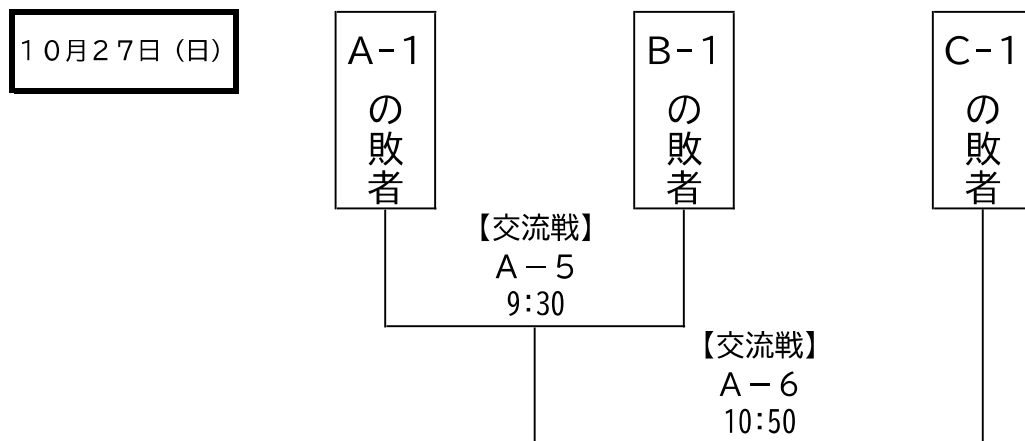 １０月２７日（日）
A-1
の敗者
B-1
の敗者
C-1
の敗者
【交流戦】
Ａ－５
9:30
【交流戦】
Ａ－６
10:50